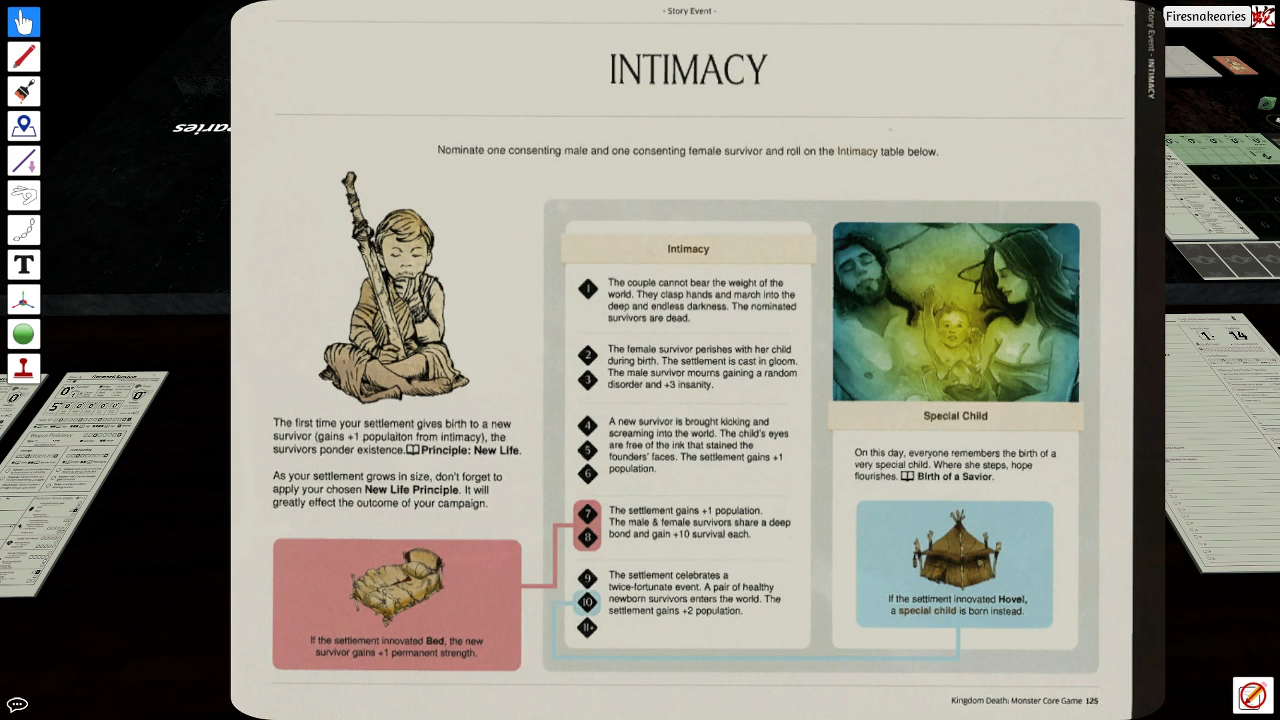 - Story Event -
Firesnakearies
Story Event - INTIMACY
INTIMACY
Nominate one consenting male and one consenting female survivor and roll on the Intimacy table below.
Intimacy
1
The couple cannot bear the weight of the
world. They clasp hands and march into the
deep and endless darkness. The nominated
survivors are dead.
2
3
The female survivor perishes with her child
during birth. The settlement is cast in gloom.
The male survivor mourns gaining a random
disorder and +3 insanity.
4
5
6
A new survivor is brought kicking and
screaming into the world. The child's eyes
are free of the ink that stained the
founders' faces. The settlement gains +1
population.
7
8
The settlement gains +1 population.
The male & female survivors share a deep
bond and gain +10 survival each.
9
10
11+
The settlement celebrates a
twice-fortunate event. A pair of healthy
newborn survivors enters the world. The
settlement gains +2 population.
The first time your settlement gives birth to a new
survivor (gains +1 populaiton from intimacy), the
survivors ponder existence. Principle: New Life.
As your settlement grows in size, don't forget to
apply your chosen New Life Principle. It will
greatly effect the outcome of your campaign.
If the settlement innovated Bed, the new
survivor gains +1 permanent strength.
Special Child
On this day, everyone remembers the birth of a
very special child. Where she steps, hope
flourishes. Birth of a Savior.
If the settlment innovated Hovel,
a special child is born instead.
Kingdom Death: Monster Core Game 125
T